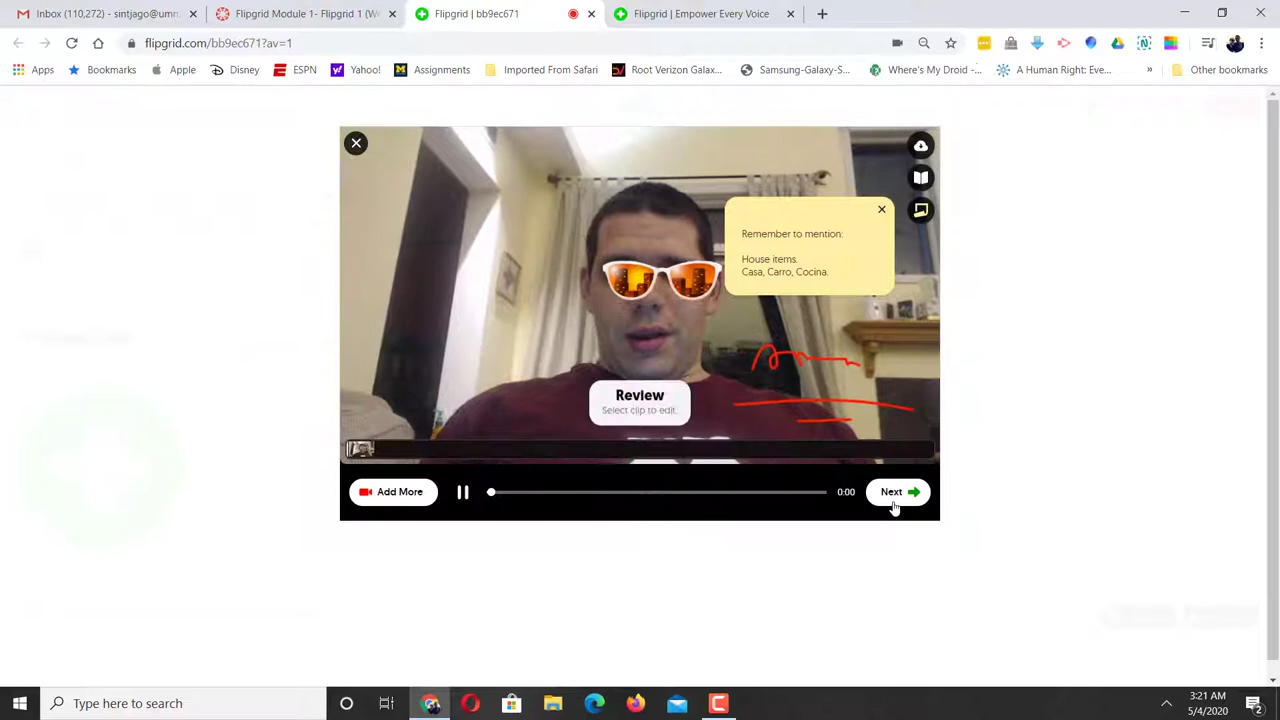 Inbox (110,272) - sintjago@umn
Flipgrid Module 1- Flipgrid 1 (W
Flipgrid | bb9ec671
Flipgrid | Empower Every Voice
flipgrid.com/bb9ec671?av=1
Apps
Bookmarks
Apple
Disney
ESPN
Yahoo!
Assignments
Imported From Safari
Root Verizon Galax...
Samsung-Galaxy-S...
Where's My Droid -...
A Human Right: Eve...
»
Other bookmarks
Remember to mention:
House items.
Casa, Carro, Cocina.
Review
Select clip to edit.
Add More
0:00
Next
Type here to search
3:21 AM
5/4/2020
2